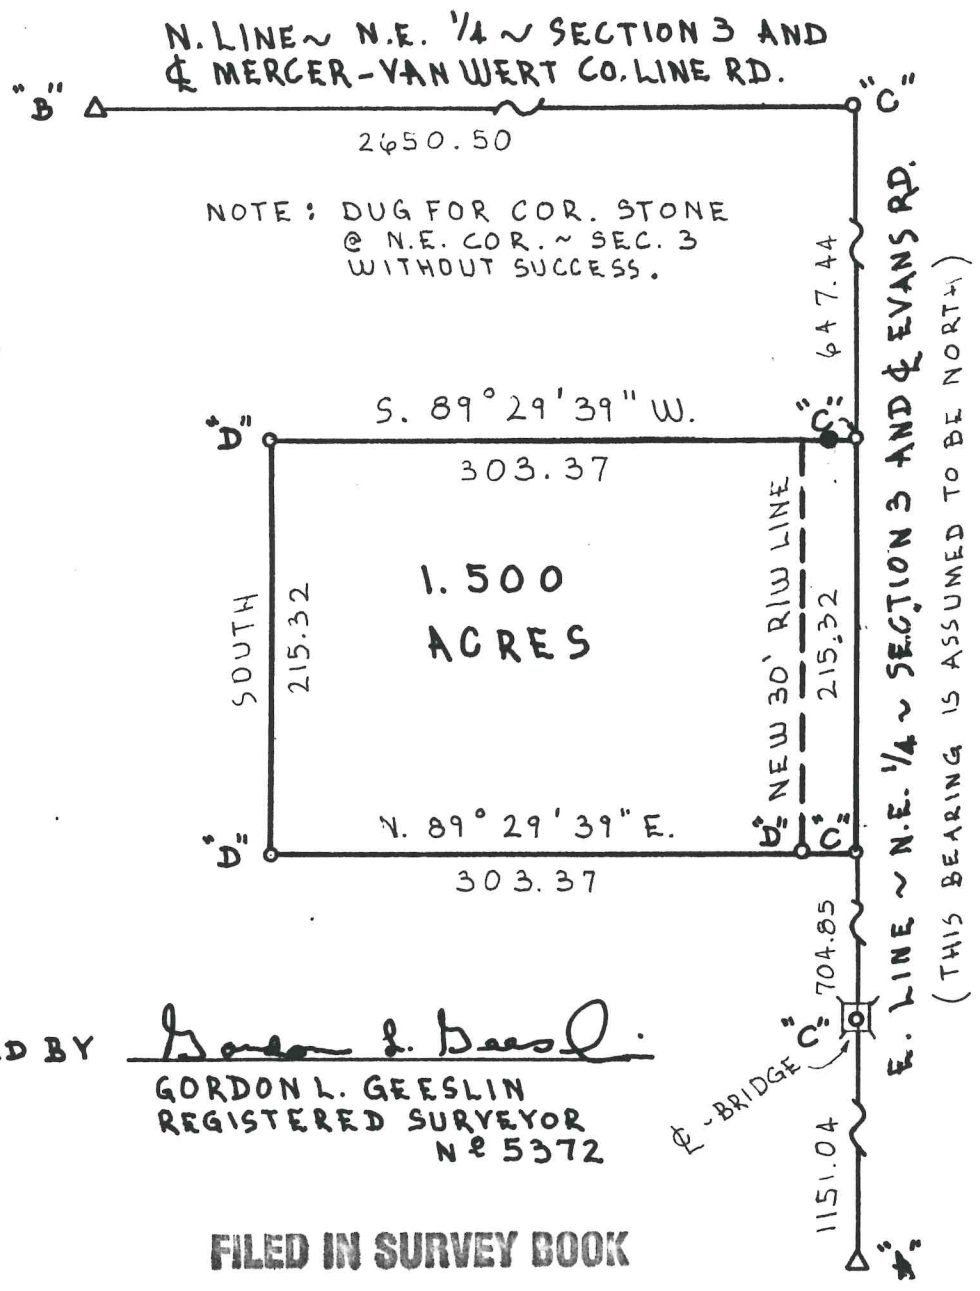 N. LINE ~ N.E. 1/4 ~ SECTION 3 AND
℄ MERCER-VAN WERT CO. LINE RD.
"B"
"C"
2650.50
NOTE: DUG FOR COR. STONE
@ N.E. COR. ~ SEC. 3
WITHOUT SUCCESS.
647.44
E. LINE ~ N.E. 1/4 ~ SECTION 3 AND ℄ EVANS RD.
(THIS BEARING IS ASSUMED TO BE NORTH)
S. 89° 29' 39" W.
"C"
"D"
303.37
SOUTH
215.32
1.500
ACRES
NEW 30' R/W LINE
215.32
N. 89° 29' 39" E.
"D"
"D"
"C"
303.37
704.85
"C"
℄ ~ BRIDGE
1151.04
D BY Gordon L. Geeslin
GORDON L. GEESLIN
REGISTERED SURVEYOR
Nº 5372
FILED IN SURVEY BOOK